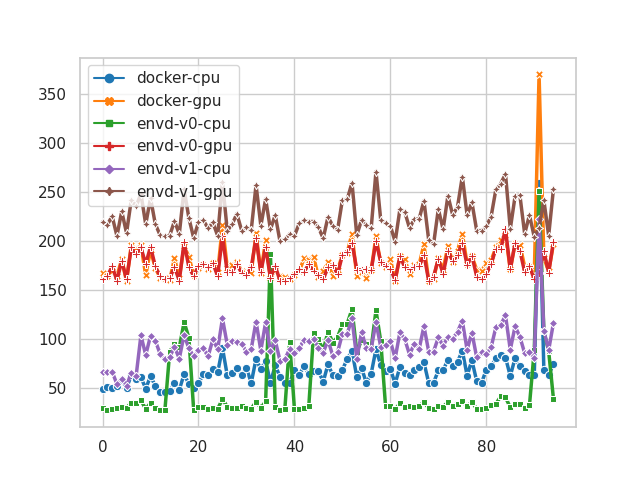 docker-cpu
docker-gpu
envd-v0-cpu
envd-v0-gpu
envd-v1-cpu
envd-v1-gpu
350
300
250
200
150
100
50
0 20 40 60 80